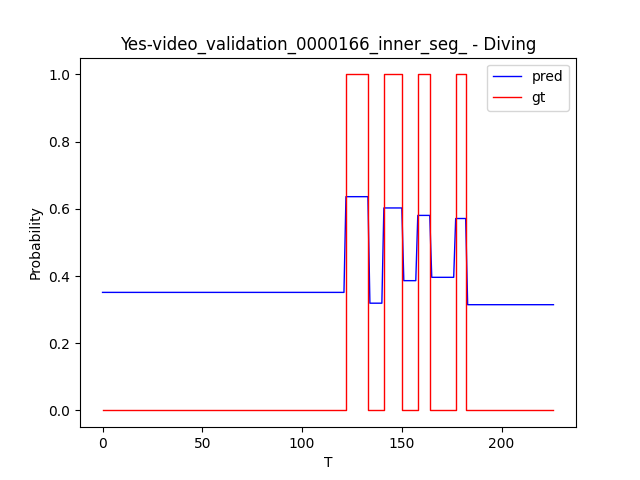 Yes-video_validation_0000166_inner_seg_ - Diving
pred
gt
Probability
1.0
0.8
0.6
0.4
0.2
0.0
0 50 100 150 200
T